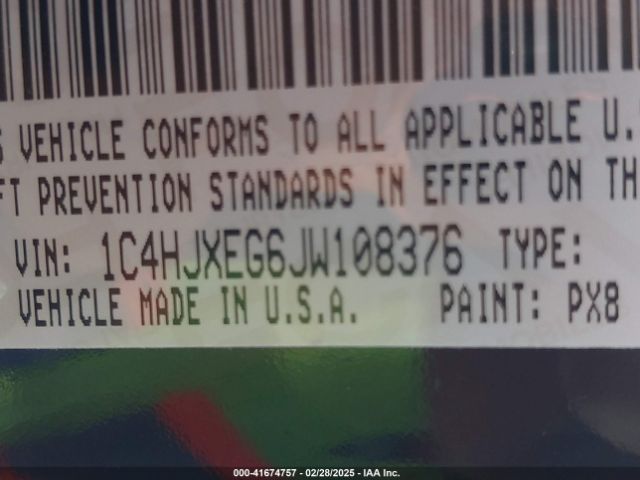 VEHICLE CONFORMS TO ALL APPLICABLE U.
PREVENTION STANDARDS IN EFFECT ON TH
VIN: 1C4HJXEG6JW108376 TYPE:
VEHICLE MADE IN U.S.A. PAINT: PX8
000-41674757 - 02/28/2025 - IAA Inc.